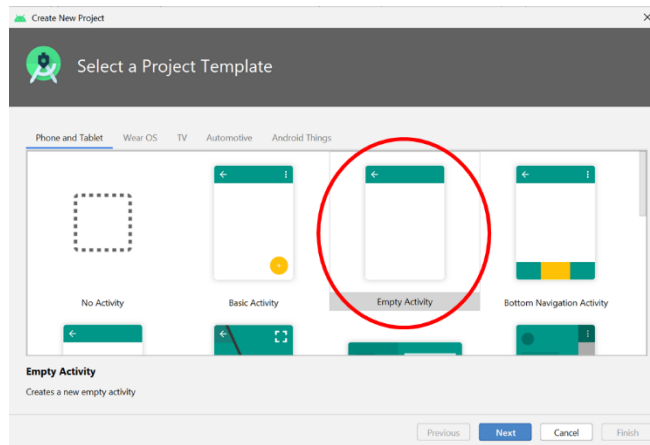 Create New Project
Select a Project Template
Phone and Tablet Wear OS TV Automotive Android Things
No Activity Basic Activity Empty Activity Bottom Navigation Activity
Empty Activity
Creates a new empty activity
Previous Next Cancel Finish